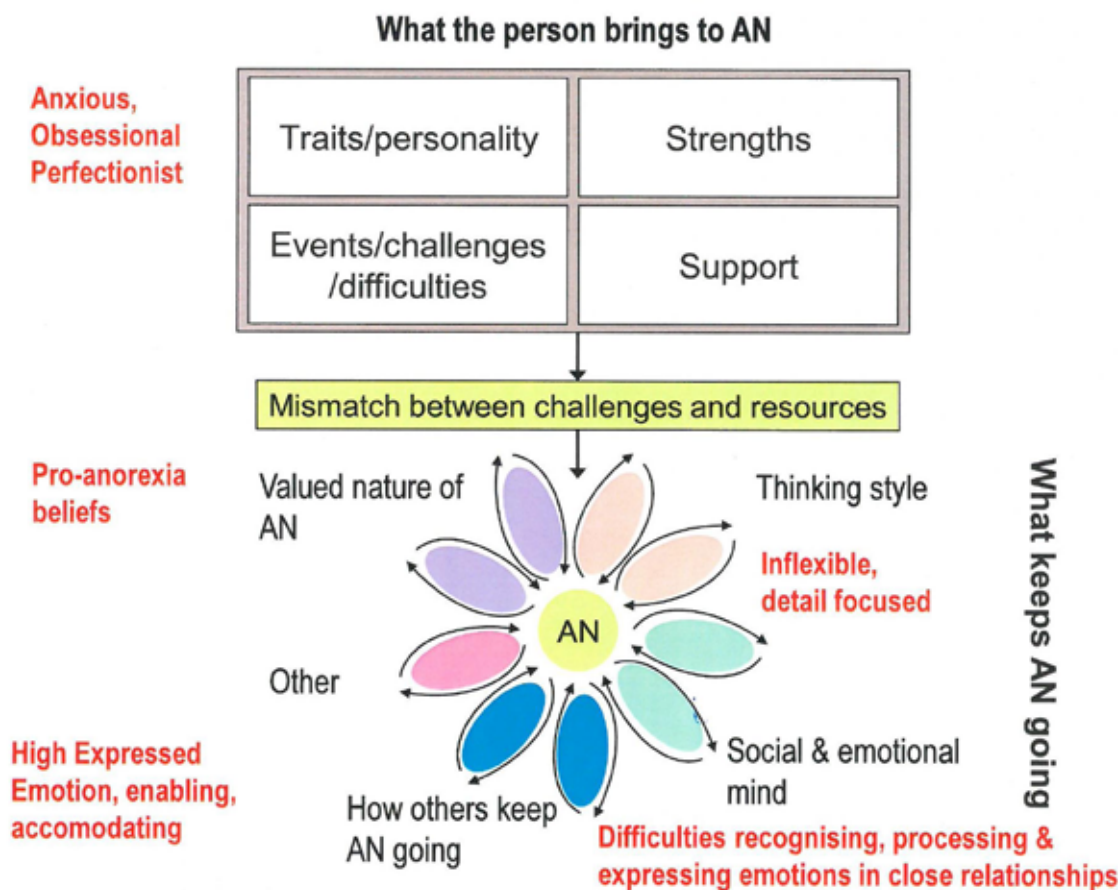 What the person brings to AN
Anxious,
Obsessional
Perfectionist
Traits/personality
Strengths
Events/challenges
/difficulties
Support
Mismatch between challenges and resources
Pro-anorexia
beliefs
Valued nature of
AN
Thinking style
Inflexible,
detail focused
AN
Other
High Expressed
Emotion, enabling,
accomodating
How others keep
AN going
Social & emotional
mind
Difficulties recognising, processing &
expressing emotions in close relationships
What keeps AN going